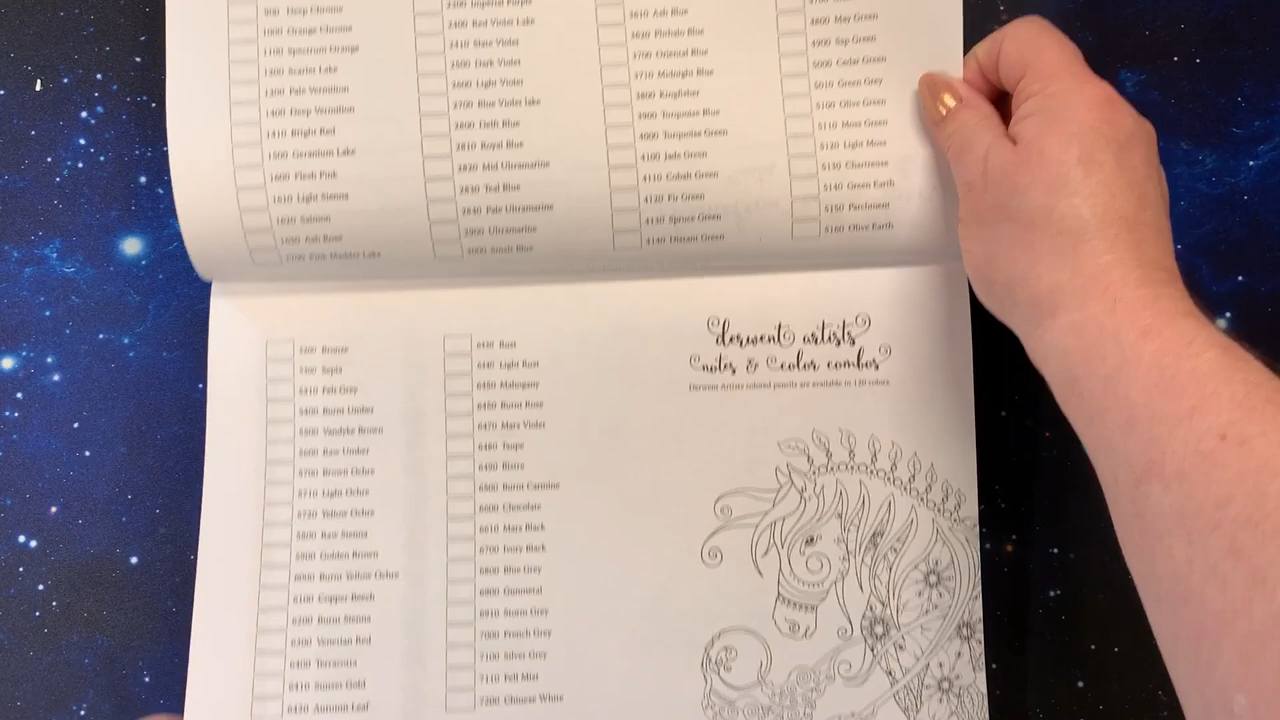 900 Deep Chrome
1000 Orange Chrome
1100 Spectrum Orange
1200 Scarlet Lake
1300 Pale Vermilion
1400 Deep Vermilion
1410 Bright Red
1500 Geranium Lake
1600 Flesh Pink
1610 Light Sienna
1620 Salmon
1630 Ash Rose
Pink Madder Lake
2300 Imperial Purple
2400 Red Violet Lake
2410 Slate Violet
2500 Dark Violet
2600 Light Violet
2700 Blue Violet lake
2800 Delft Blue
2810 Royal Blue
2820 Mid Ultramarine
2830 Teal Blue
2840 Pale Ultramarine
2900 Ultramarine
3000 Smalt Blue
3610 Ash Blue
3620 Phthalo Blue
3700 Oriental Blue
3710 Midnight Blue
3800 Kingfisher
3900 Turquoise Blue
4000 Turquoise Green
4100 Jade Green
4110 Cobalt Green
4120 Fir Green
4130 Spruce Green
4140 Distant Green
4800 May Green
4900 Sap Green
5000 Cedar Green
5010 Green Grey
5100 Olive Green
5110 Moss Green
5120 Light Moss
5130 Chartreuse
5140 Green Earth
5150 Parchment
5160 Olive Earth
derwent artists
notes & color combos
Derwent Artists colored pencils are available in 120 colors.
5200 Bronze
5300 Sepia
5310 Felt Grey
5400 Burnt Umber
5500 Vandyke Brown
5600 Raw Umber
5700 Brown Ochre
5710 Light Ochre
5720 Yellow Ochre
5800 Raw Sienna
5900 Golden Brown
6000 Burnt Yellow Ochre
6100 Copper Beech
6200 Burnt Sienna
6300 Venetian Red
6400 Terracotta
6410 Sunset Gold
6420 Autumn Leaf
6430 Rust
6440 Light Rust
6450 Mahogany
6460 Burnt Rose
6470 Mars Violet
6480 Taupe
6490 Bistre
6500 Burnt Carmine
6600 Chocolate
6610 Mars Black
6700 Ivory Black
6800 Blue Grey
6900 Gunmetal
6910 Storm Grey
7000 French Grey
7100 Silver Grey
7110 Fell Mist
7200 Chinese White